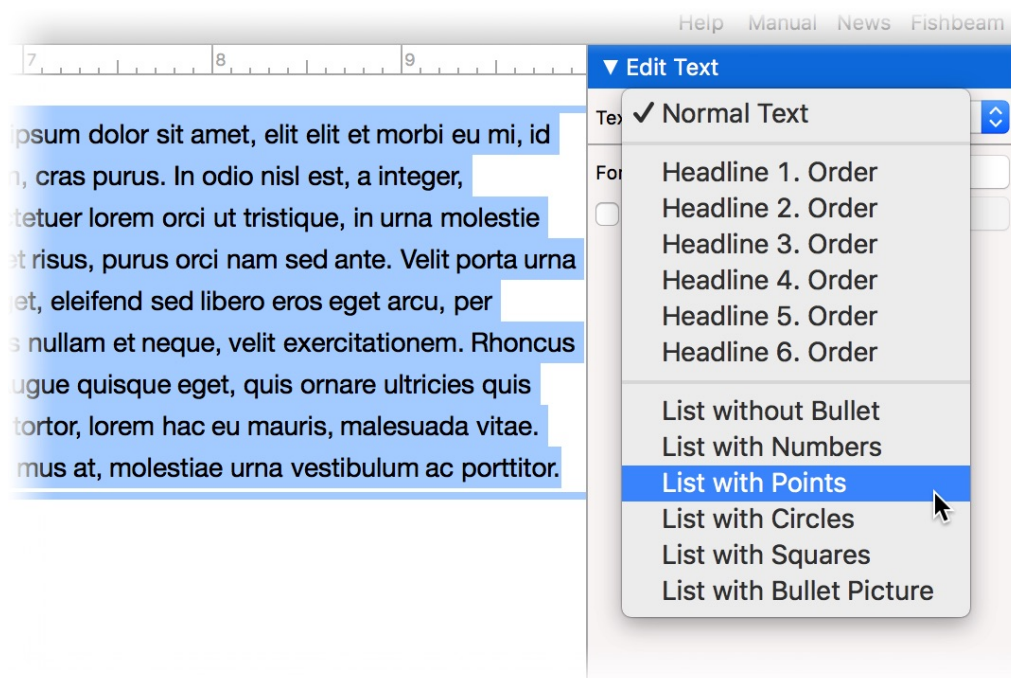 Help Manual News Fishbeam
7 8 9
▼ Edit Text
ipsum dolor sit amet, elit elit et morbi eu mi, id
, cras purus. In odio nisl est, a integer,
tetuer lorem orci ut tristique, in urna molestie
et risus, purus orci nam sed ante. Velit porta urna
et, eleifend sed libero eros eget arcu, per
s nullam et neque, velit exercitationem. Rhoncus
ugue quisque eget, quis ornare ultricies quis
tortor, lorem hac eu mauris, malesuada vitae.
mus at, molestiae urna vestibulum ac porttitor.
Tex
For
✓ Normal Text
Headline 1. Order
Headline 2. Order
Headline 3. Order
Headline 4. Order
Headline 5. Order
Headline 6. Order
List without Bullet
List with Numbers
List with Points
List with Circles
List with Squares
List with Bullet Picture